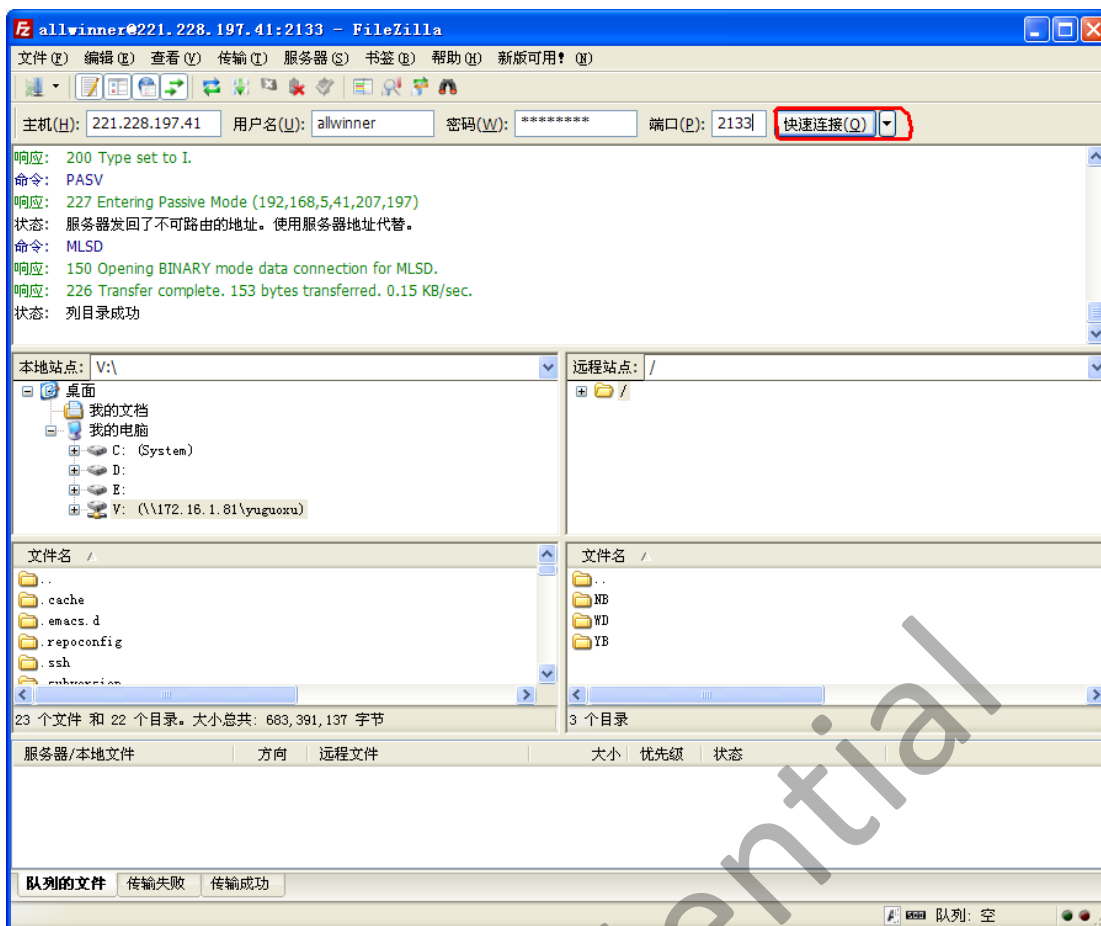 allwinner@221.228.197.41:2133 - FileZilla
文件(F) 编辑(E) 查看(V) 传输(T) 服务器(S) 书签(B) 帮助(H) 新版可用! (N)
主机(H): 221.228.197.41 用户名(U): allwinner 密码(W): ******** 端口(P): 2133 快速连接(Q)
响应: 200 Type set to I.
命令: PASV
响应: 227 Entering Passive Mode (192,168,5,41,207,197)
状态: 服务器发回了不可路由的地址。使用服务器地址代替。
命令: MLSD
响应: 150 Opening BINARY mode data connection for MLSD.
响应: 226 Transfer complete. 153 bytes transferred. 0.15 KB/sec.
状态: 列目录成功
本地站点: V:\ 远程站点: /
桌面 /
我的文档
我的电脑
C: (System)
D:
E:
V: (\\172.16.1.81\yuguoxu)
文件名 文件名
.. ..
.cache NB
.emacs.d WD
.repoconfig YB
.ssh
.subversion
23 个文件 和 22 个目录。大小总共: 683,391,137 字节 3 个目录
服务器/本地文件 方向 远程文件 大小 优先级 状态
队列的文件 传输失败 传输成功
队列: 空
ential